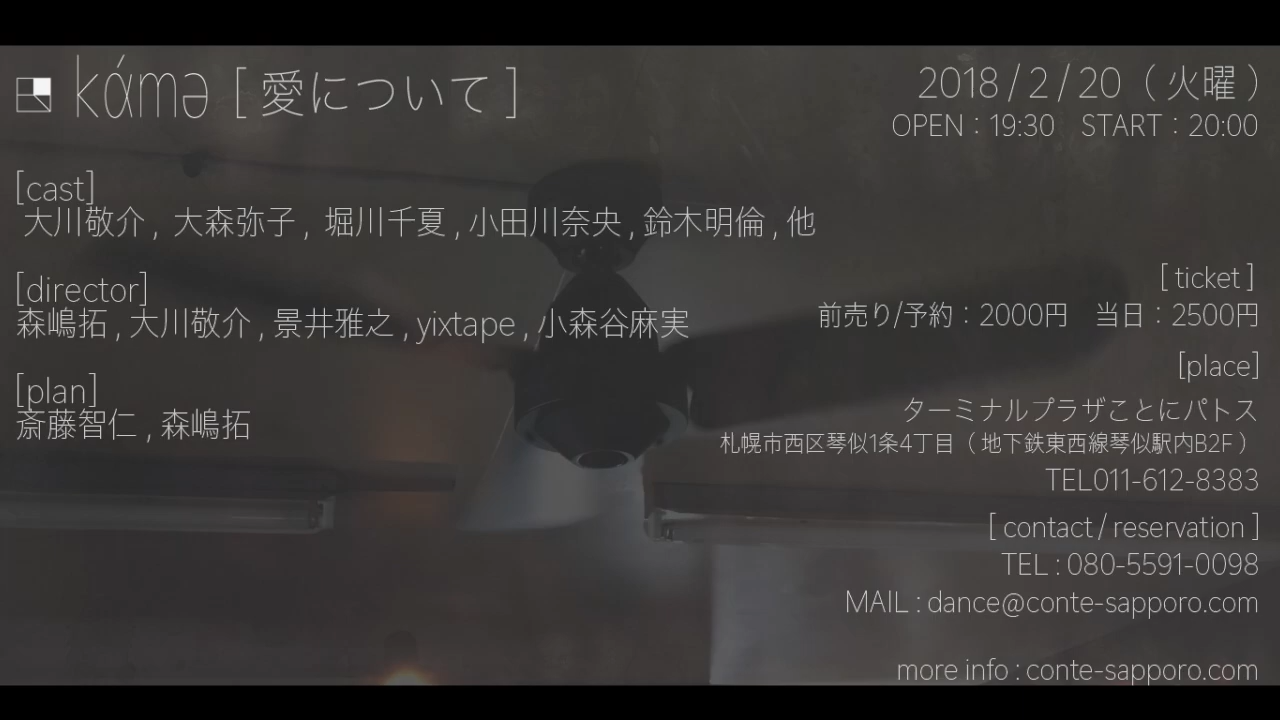 kάmə [ 愛について ]
2018 / 2 / 20 ( 火曜 )
OPEN : 19:30 START : 20:00
[cast]
大川敬介 , 大森弥子 , 堀川千夏 , 小田川奈央 , 鈴木明倫 , 他
[director]
森嶋拓 , 大川敬介 , 景井雅之 , yixtape , 小森谷麻実
[plan]
斎藤智仁 , 森嶋拓
[ ticket ]
前売り/予約 : 2000円 当日 : 2500円
[place]
ターミナルプラザことにパトス
札幌市西区琴似1条4丁目 ( 地下鉄東西線琴似駅内B2F )
TEL011-612-8383
[ contact / reservation ]
TEL : 080-5591-0098
MAIL : dance@conte-sapporo.com
more info : conte-sapporo.com